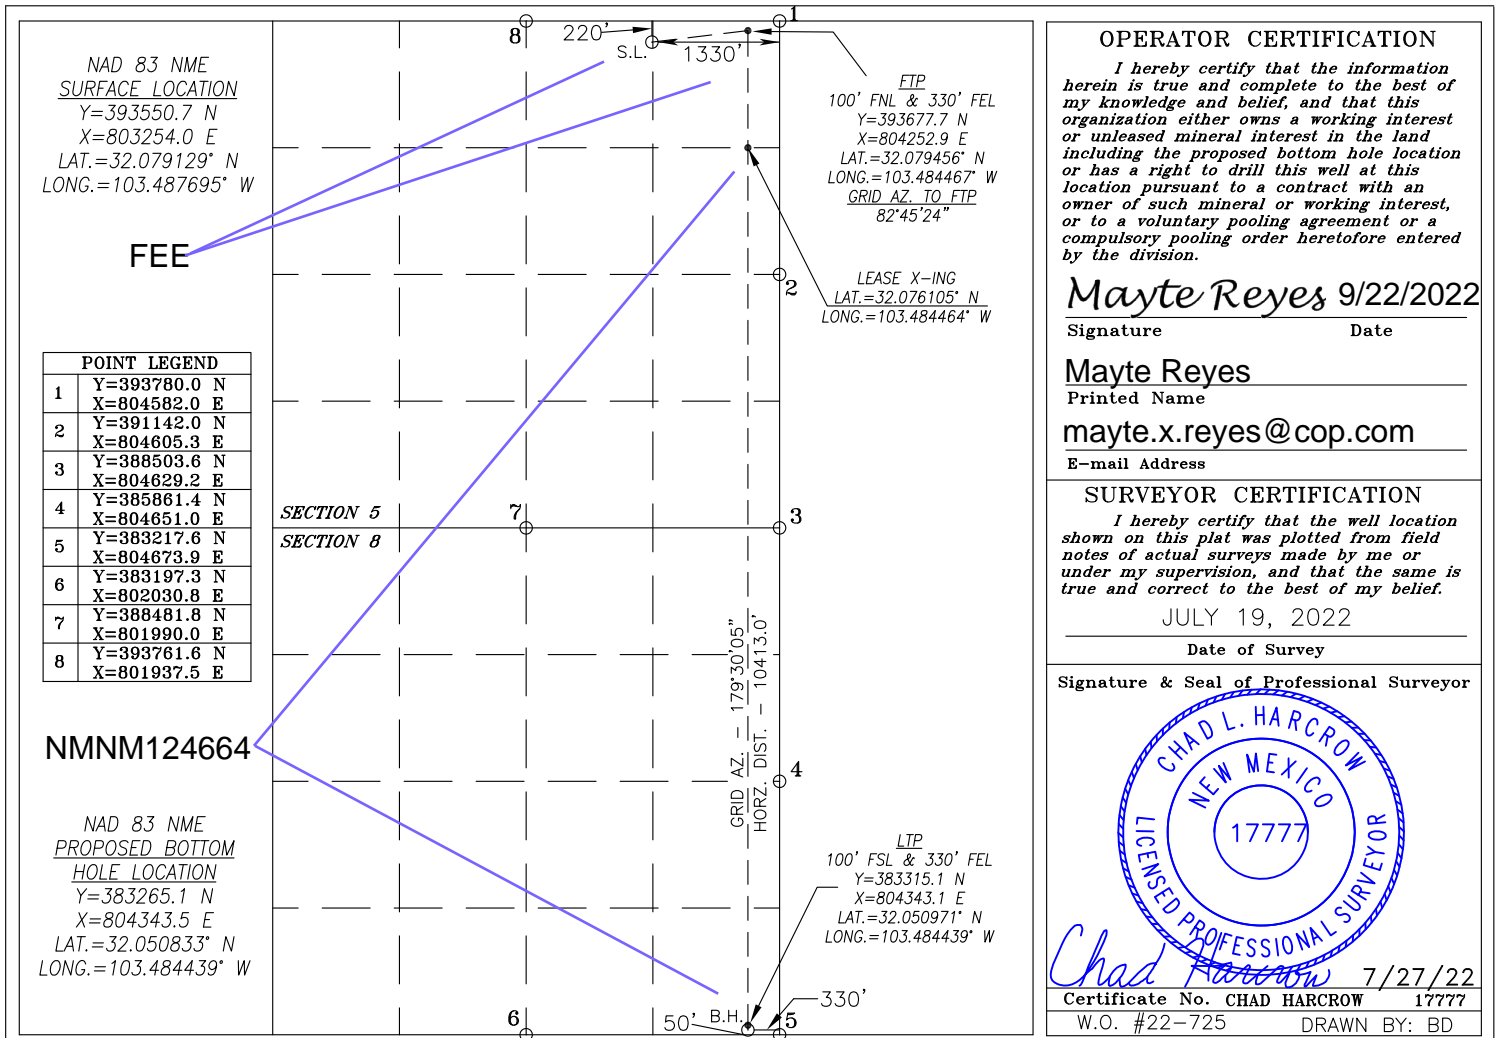 NAD 83 NME
SURFACE LOCATION
Y=393550.7 N
X=803254.0 E
LAT.=32.079129° N
LONG.=103.487695° W
FEE
POINT LEGEND
1 Y=393780.0 N
X=804582.0 E
2 Y=391142.0 N
X=804605.3 E
3 Y=388503.6 N
X=804629.2 E
4 Y=385861.4 N
X=804651.0 E
5 Y=383217.6 N
X=804673.9 E
6 Y=383197.3 N
X=802030.8 E
7 Y=388481.8 N
X=801990.0 E
8 Y=393761.6 N
X=801937.5 E
NMNM124664
NAD 83 NME
PROPOSED BOTTOM
HOLE LOCATION
Y=383265.1 N
X=804343.5 E
LAT.=32.050833° N
LONG.=103.484439° W
8
220'
S.L.
1330'
1
FTP
100' FNL & 330' FEL
Y=393677.7 N
X=804252.9 E
LAT.=32.079456° N
LONG.=103.484467° W
GRID AZ. TO FTP
82°45'24"
2
LEASE X-ING
LAT.=32.076105° N
LONG.=103.484464° W
SECTION 5
SECTION 8
7
3
GRID AZ. - 179°30'05"
HORZ. DIST. - 10413.0'
4
LTP
100' FSL & 330' FEL
Y=383315.1 N
X=804343.1 E
LAT.=32.050971° N
LONG.=103.484439° W
330'
6
50'
B.H.
5
OPERATOR CERTIFICATION
I hereby certify that the information
herein is true and complete to the best of
my knowledge and belief, and that this
organization either owns a working interest
or unleased mineral interest in the land
including the proposed bottom hole location
or has a right to drill this well at this
location pursuant to a contract with an
owner of such mineral or working interest,
or to a voluntary pooling agreement or a
compulsory pooling order heretofore entered
by the division.
Mayte Reyes 9/22/2022
Signature Date
Mayte Reyes
Printed Name
mayte.x.reyes@cop.com
E-mail Address
SURVEYOR CERTIFICATION
I hereby certify that the well location
shown on this plat was plotted from field
notes of actual surveys made by me or
under my supervision, and that the same is
true and correct to the best of my belief.
JULY 19, 2022
Date of Survey
Signature & Seal of Professional Surveyor
CHAD L. HARCROW
NEW MEXICO
17777
LICENSED PROFESSIONAL SURVEYOR
Chad Harcrow 7/27/22
Certificate No. CHAD HARCROW 17777
W.O. #22-725 DRAWN BY: BD